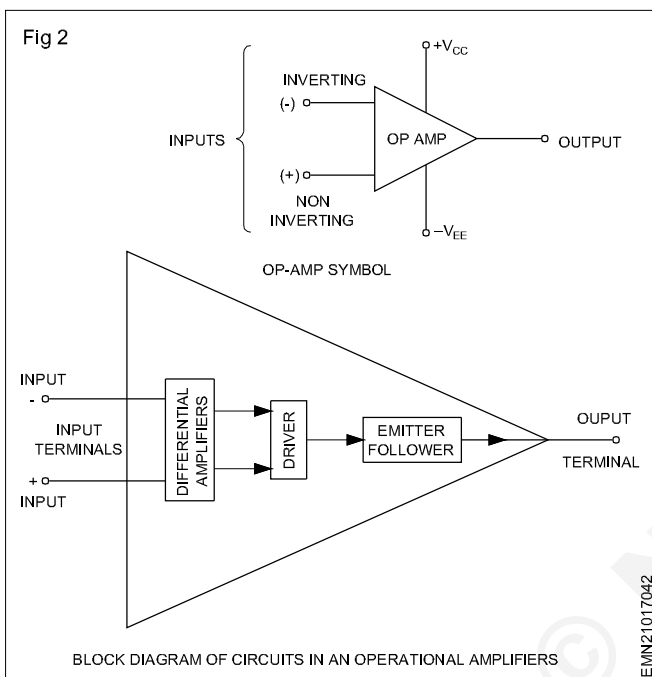 Fig 2
+VCC
INVERTING
(-)
INPUTS
OP AMP
OUTPUT
(+)
NON
INVERTING
–VEE
OP-AMP SYMBOL
INPUT
-
INPUT
TERMINALS
+
INPUT
DIFFERENTIAL
AMPLIFIERS
DRIVER
EMITTER
FOLLOWER
OUPUT
TERMINAL
BLOCK DIAGRAM OF CIRCUITS IN AN OPERATIONAL AMPLIFIERS
EMN21017042